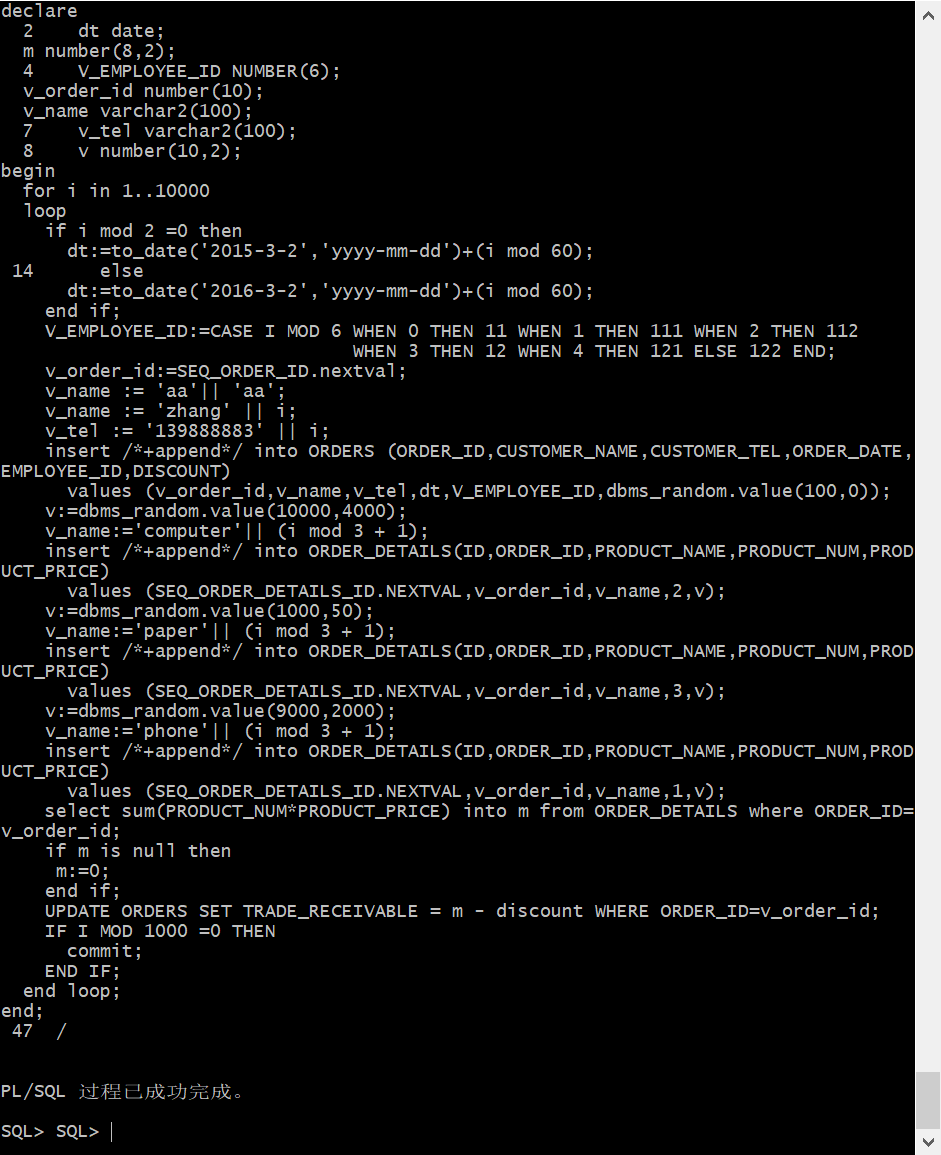 declare
  2    dt date;
  m number(8,2);
  4    V_EMPLOYEE_ID NUMBER(6);
  v_order_id number(10);
  v_name varchar2(100);
  7    v_tel varchar2(100);
  8    v number(10,2);
begin
  for i in 1..10000
  loop
    if i mod 2 =0 then
      dt:=to_date('2015-3-2','yyyy-mm-dd')+(i mod 60);
 14      else
      dt:=to_date('2016-3-2','yyyy-mm-dd')+(i mod 60);
    end if;
    V_EMPLOYEE_ID:=CASE I MOD 6 WHEN 0 THEN 11 WHEN 1 THEN 111 WHEN 2 THEN 112
                                WHEN 3 THEN 12 WHEN 4 THEN 121 ELSE 122 END;
    v_order_id:=SEQ_ORDER_ID.nextval;
    v_name := 'aa'|| 'aa';
    v_name := 'zhang' || i;
    v_tel := '139888883' || i;
    insert /*+append*/ into ORDERS (ORDER_ID,CUSTOMER_NAME,CUSTOMER_TEL,ORDER_DATE,
EMPLOYEE_ID,DISCOUNT)
      values (v_order_id,v_name,v_tel,dt,V_EMPLOYEE_ID,dbms_random.value(100,0));
    v:=dbms_random.value(10000,4000);
    v_name:='computer'|| (i mod 3 + 1);
    insert /*+append*/ into ORDER_DETAILS(ID,ORDER_ID,PRODUCT_NAME,PRODUCT_NUM,PROD
UCT_PRICE)
      values (SEQ_ORDER_DETAILS_ID.NEXTVAL,v_order_id,v_name,2,v);
    v:=dbms_random.value(1000,50);
    v_name:='paper'|| (i mod 3 + 1);
    insert /*+append*/ into ORDER_DETAILS(ID,ORDER_ID,PRODUCT_NAME,PRODUCT_NUM,PROD
UCT_PRICE)
      values (SEQ_ORDER_DETAILS_ID.NEXTVAL,v_order_id,v_name,3,v);
    v:=dbms_random.value(9000,2000);
    v_name:='phone'|| (i mod 3 + 1);
    insert /*+append*/ into ORDER_DETAILS(ID,ORDER_ID,PRODUCT_NAME,PRODUCT_NUM,PROD
UCT_PRICE)
      values (SEQ_ORDER_DETAILS_ID.NEXTVAL,v_order_id,v_name,1,v);
    select sum(PRODUCT_NUM*PRODUCT_PRICE) into m from ORDER_DETAILS where ORDER_ID=
v_order_id;
    if m is null then
     m:=0;
    end if;
    UPDATE ORDERS SET TRADE_RECEIVABLE = m - discount WHERE ORDER_ID=v_order_id;
    IF I MOD 1000 =0 THEN
      commit;
    END IF;
  end loop;
end;
 47  /
PL/SQL 过程已成功完成。
SQL> SQL>